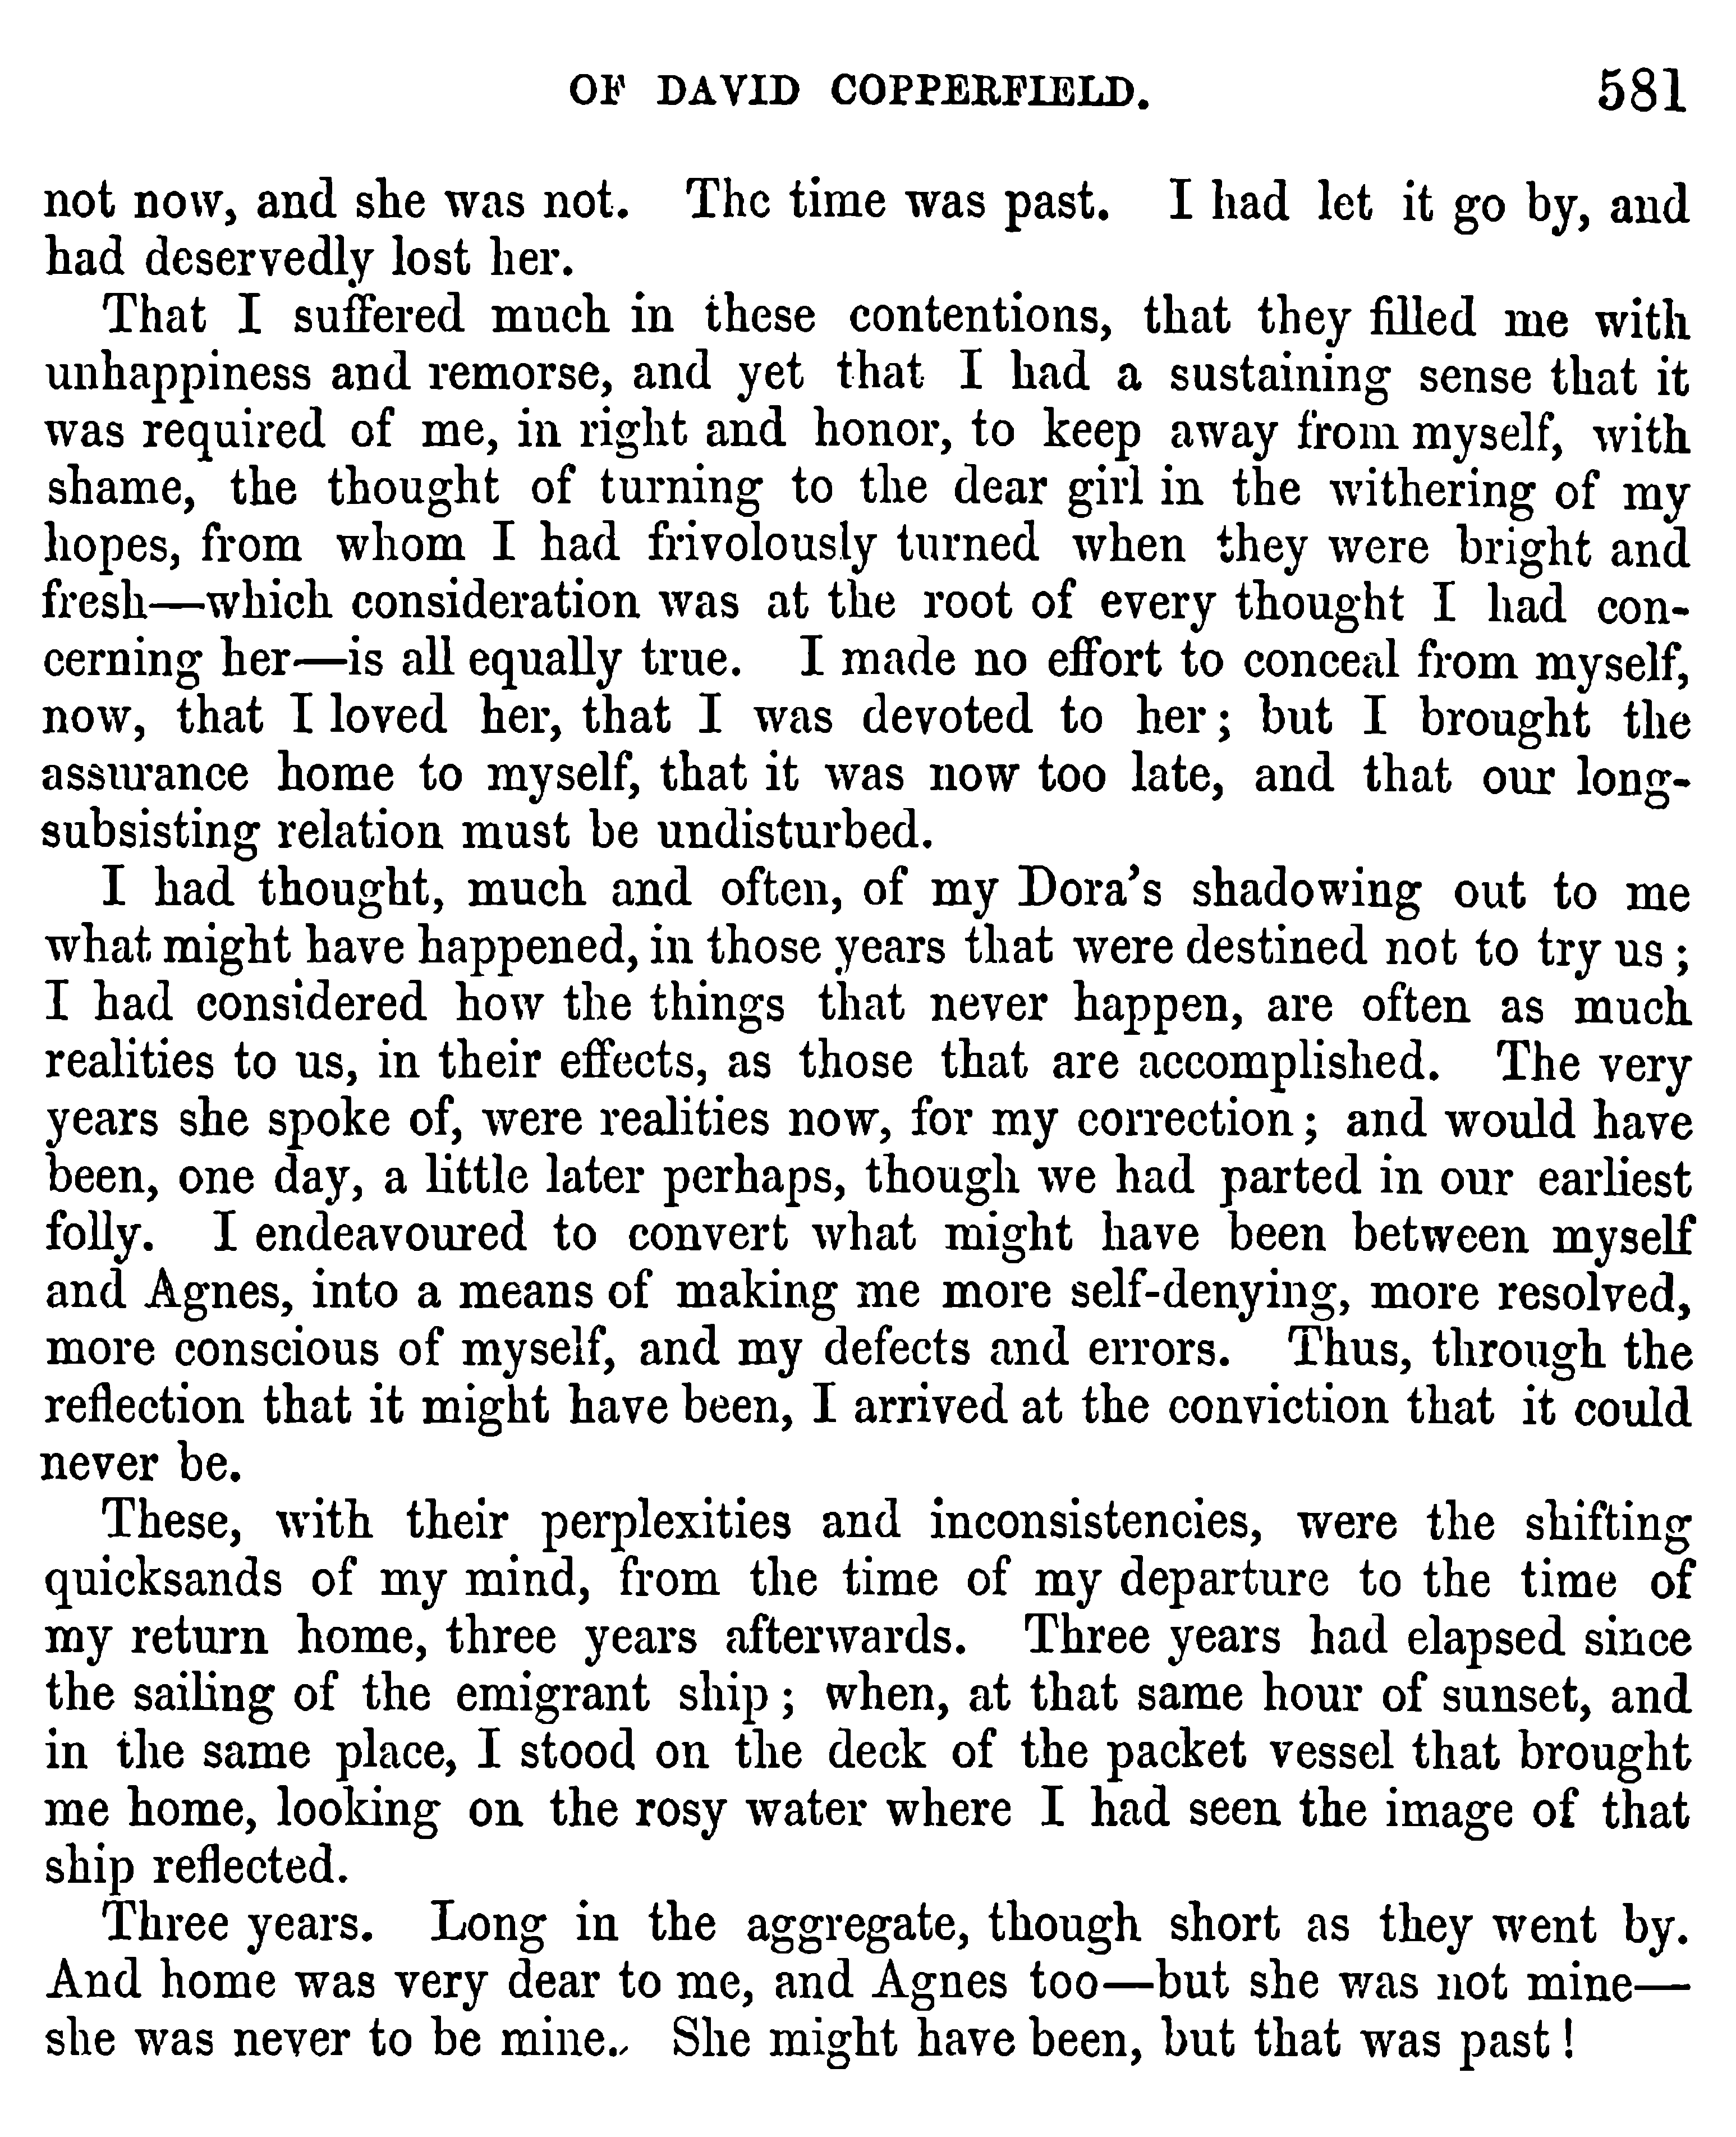 OF DAVID COPPERFIELD. 581
not now, and she was not. The time was past. I had let it go by, and
had deservedly lost her.
That I suffered much in these contentions, that they filled me with
unhappiness and remorse, and yet that I had a sustaining sense that it
was required of me, in right and honor, to keep away from myself, with
shame, the thought of turning to the dear girl in the withering of my
hopes, from whom I had frivolously turned when they were bright and
fresh—which consideration was at the root of every thought I had con-
cerning her—is all equally true. I made no effort to conceal from myself,
now, that I loved her, that I was devoted to her; but I brought the
assurance home to myself, that it was now too late, and that our long-
subsisting relation must be undisturbed.
I had thought, much and often, of my Dora's shadowing out to me
what might have happened, in those years that were destined not to try us;
I had considered how the things that never happen, are often as much
realities to us, in their effects, as those that are accomplished. The very
years she spoke of, were realities now, for my correction; and would have
been, one day, a little later perhaps, though we had parted in our earliest
folly. I endeavoured to convert what might have been between myself
and Agnes, into a means of making me more self-denying, more resolved,
more conscious of myself, and my defects and errors. Thus, through the
reflection that it might have been, I arrived at the conviction that it could
never be.
These, with their perplexities and inconsistencies, were the shifting
quicksands of my mind, from the time of my departure to the time of
my return home, three years afterwards. Three years had elapsed since
the sailing of the emigrant ship; when, at that same hour of sunset, and
in the same place, I stood on the deck of the packet vessel that brought
me home, looking on the rosy water where I had seen the image of that
ship reflected.
Three years. Long in the aggregate, though short as they went by.
And home was very dear to me, and Agnes too—but she was not mine—
she was never to be mine. She might have been, but that was past!